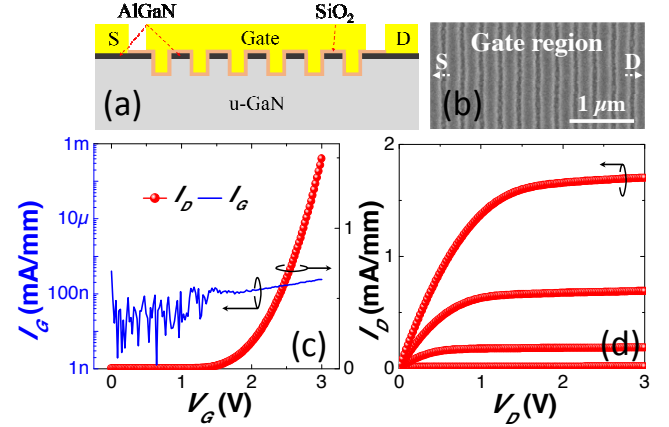 AlGaN SiO2
S Gate D
u-GaN
(a)
Gate region
S D
1 µm
(b)
1m
10µ
100n
1n
I_G (mA/mm)
I_D I_G
1
0
0 1 2 3
V_G (V)
(c)
2
1
0
I_D (mA/mm)
0 1 2 3
V_D (V)
(d)